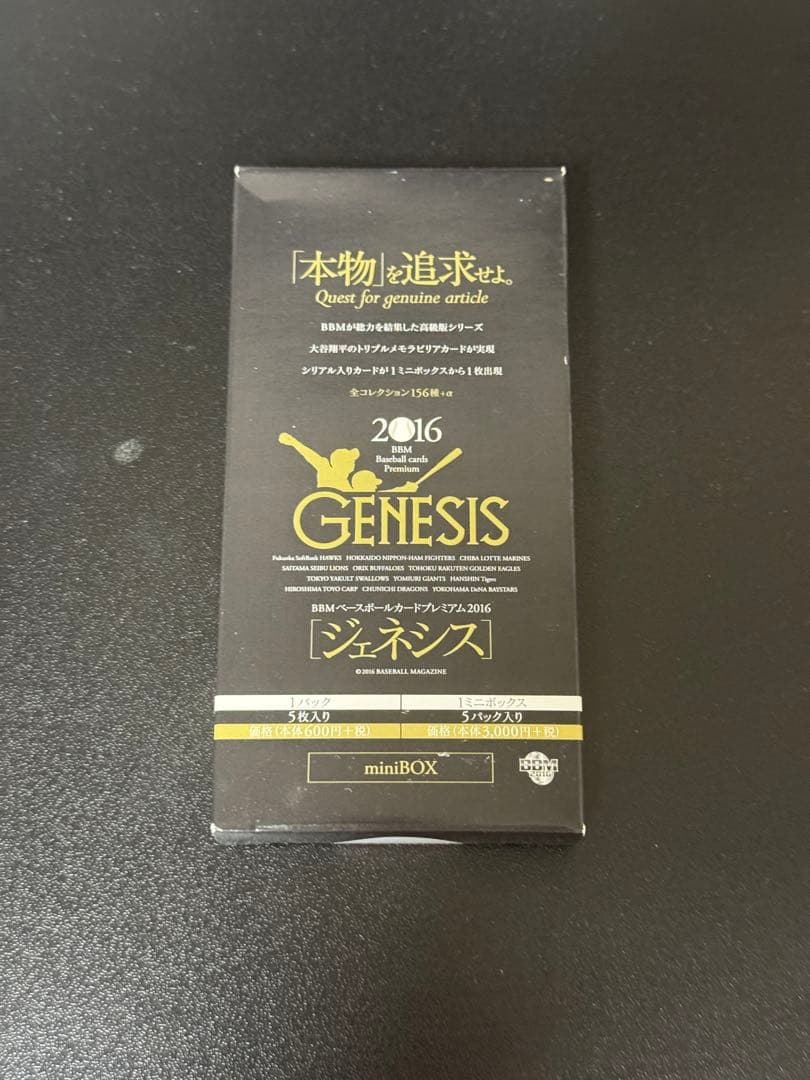 「本物」を追求せよ。
Quest for genuine article
BBMが総力を結集した高級版シリーズ
大谷翔平のトリプルメモラビリアカードが実現
シリアル入りカードが1ミニボックスから1枚出現
全コレクション156種+α
2016
BBM
Baseball cards
Premium
GENESIS
Fukuoka SoftBank HAWKS HOKKAIDO NIPPON-HAM FIGHTERS CHIBA LOTTE MARINES
SAITAMA SEIBU LIONS ORIX BUFFALOES TOHOKU RAKUTEN GOLDEN EAGLES
TOKYO YAKULT SWALLOWS YOMIURI GIANTS HANSHIN Tigers
HIROSHIMA TOYO CARP CHUNICHI DRAGONS YOKOHAMA DeNA BAYSTARS
BBMベースボールカードプレミアム2016
[ジェネシス]
©2016 BASEBALL MAGAZINE
1パック 1ミニボックス
5枚入り 5パック入り
価格(本体600円+税) 価格(本体3,000円+税)
miniBOX
BBM
2016